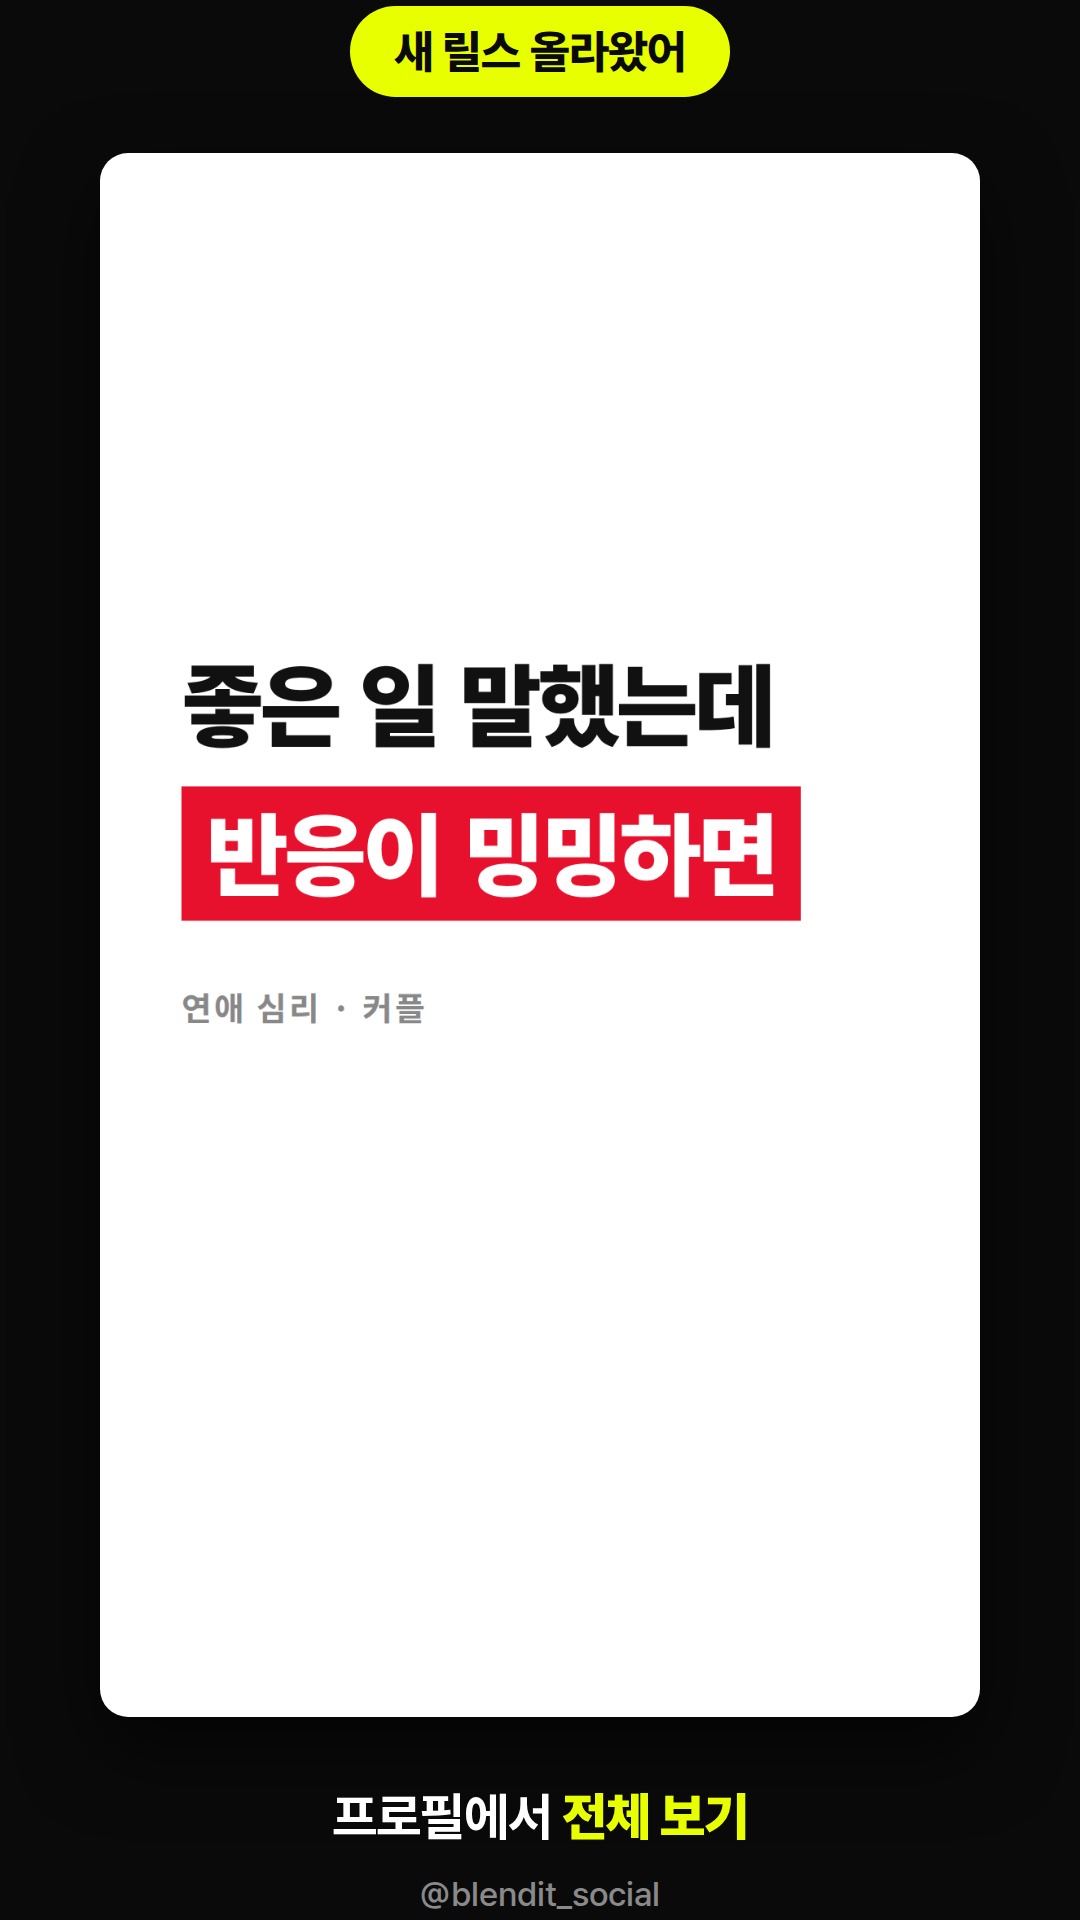 새 릴스 올라왔어
좋은 일 말했는데
반응이 밍밍하면
연애 심리 · 커플
프로필에서 전체 보기
@blendit_social